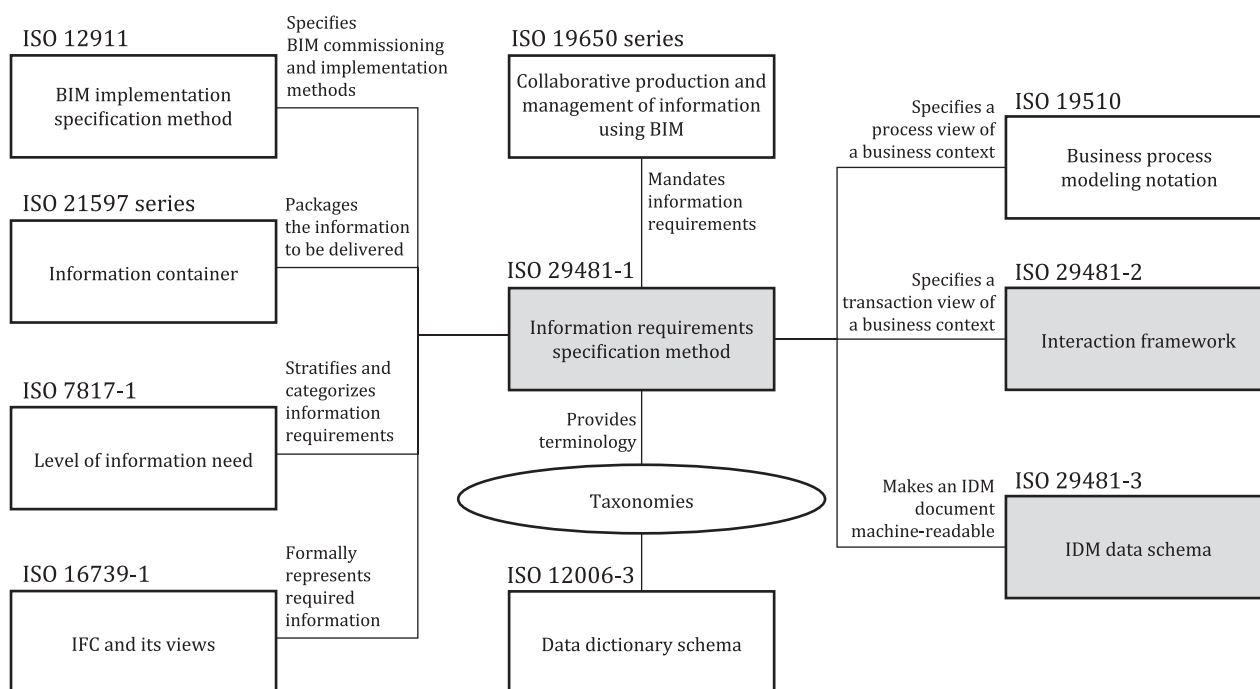 ISO 12911
BIM implementation
specification method
Specifies
BIM commissioning
and implementation
methods
ISO 21597 series
Information container
Packages
the information
to be delivered
ISO 7817-1
Level of information need
Stratifies and
categorizes
information
requirements
ISO 16739-1
IFC and its views
Formally
represents
required
information
ISO 19650 series
Collaborative production and
management of information
using BIM
Mandates
information
requirements
ISO 29481-1
Information requirements
specification method
Provides
terminology
Taxonomies
ISO 12006-3
Data dictionary schema
Specifies a
process view of
a business context
ISO 19510
Business process
modeling notation
Specifies a
transaction view of
a business context
ISO 29481-2
Interaction framework
Makes an IDM
document
machine-readable
ISO 29481-3
IDM data schema